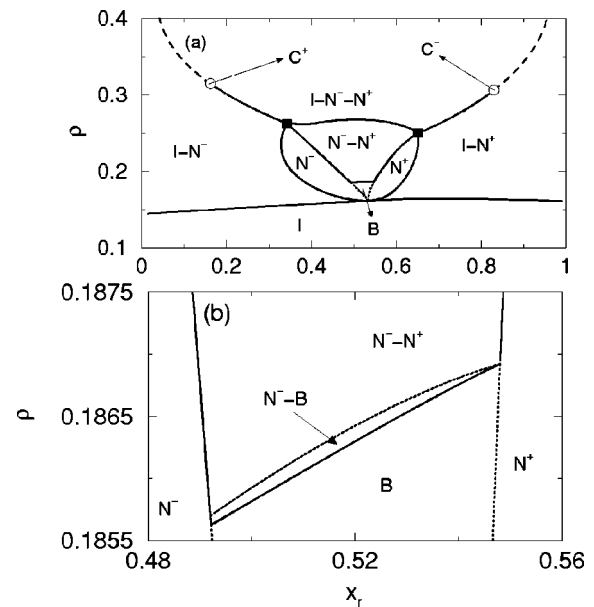 (a)
C⁺
C⁻
0.4
0.3
0.2
0.1
ρ
I–N⁻–N⁺
N⁻–N⁺
I–N⁻
N⁻
N⁺
I–N⁺
I
B
0 0.2 0.4 0.6 0.8 1
(b)
0.1875
0.1865
0.1855
ρ
N⁻–N⁺
N⁻–B
B
N⁻
N⁺
0.48 0.52 0.56
xᵣ